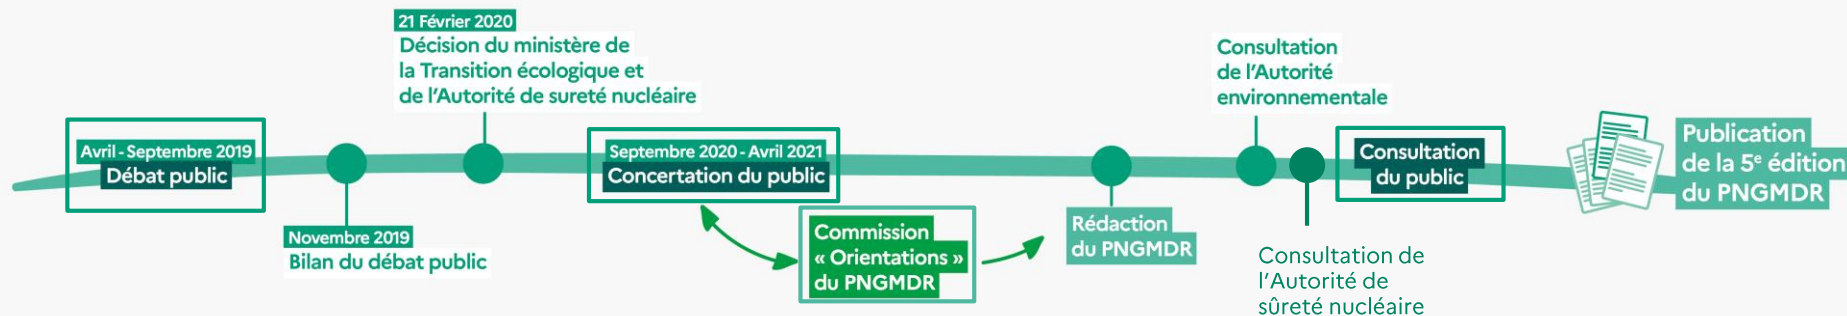 Avril - Septembre 2019
Débat public
Novembre 2019
Bilan du débat public
21 Février 2020
Décision du ministère de
la Transition écologique et
de l'Autorité de sureté nucléaire
Septembre 2020 - Avril 2021
Concertation du public
Commission
« Orientations »
du PNGMDR
Rédaction
du PNGMDR
Consultation
de l'Autorité
environnementale
Consultation de
l'Autorité de
sûreté nucléaire
Consultation
du public
Publication
de la 5e édition
du PNGMDR